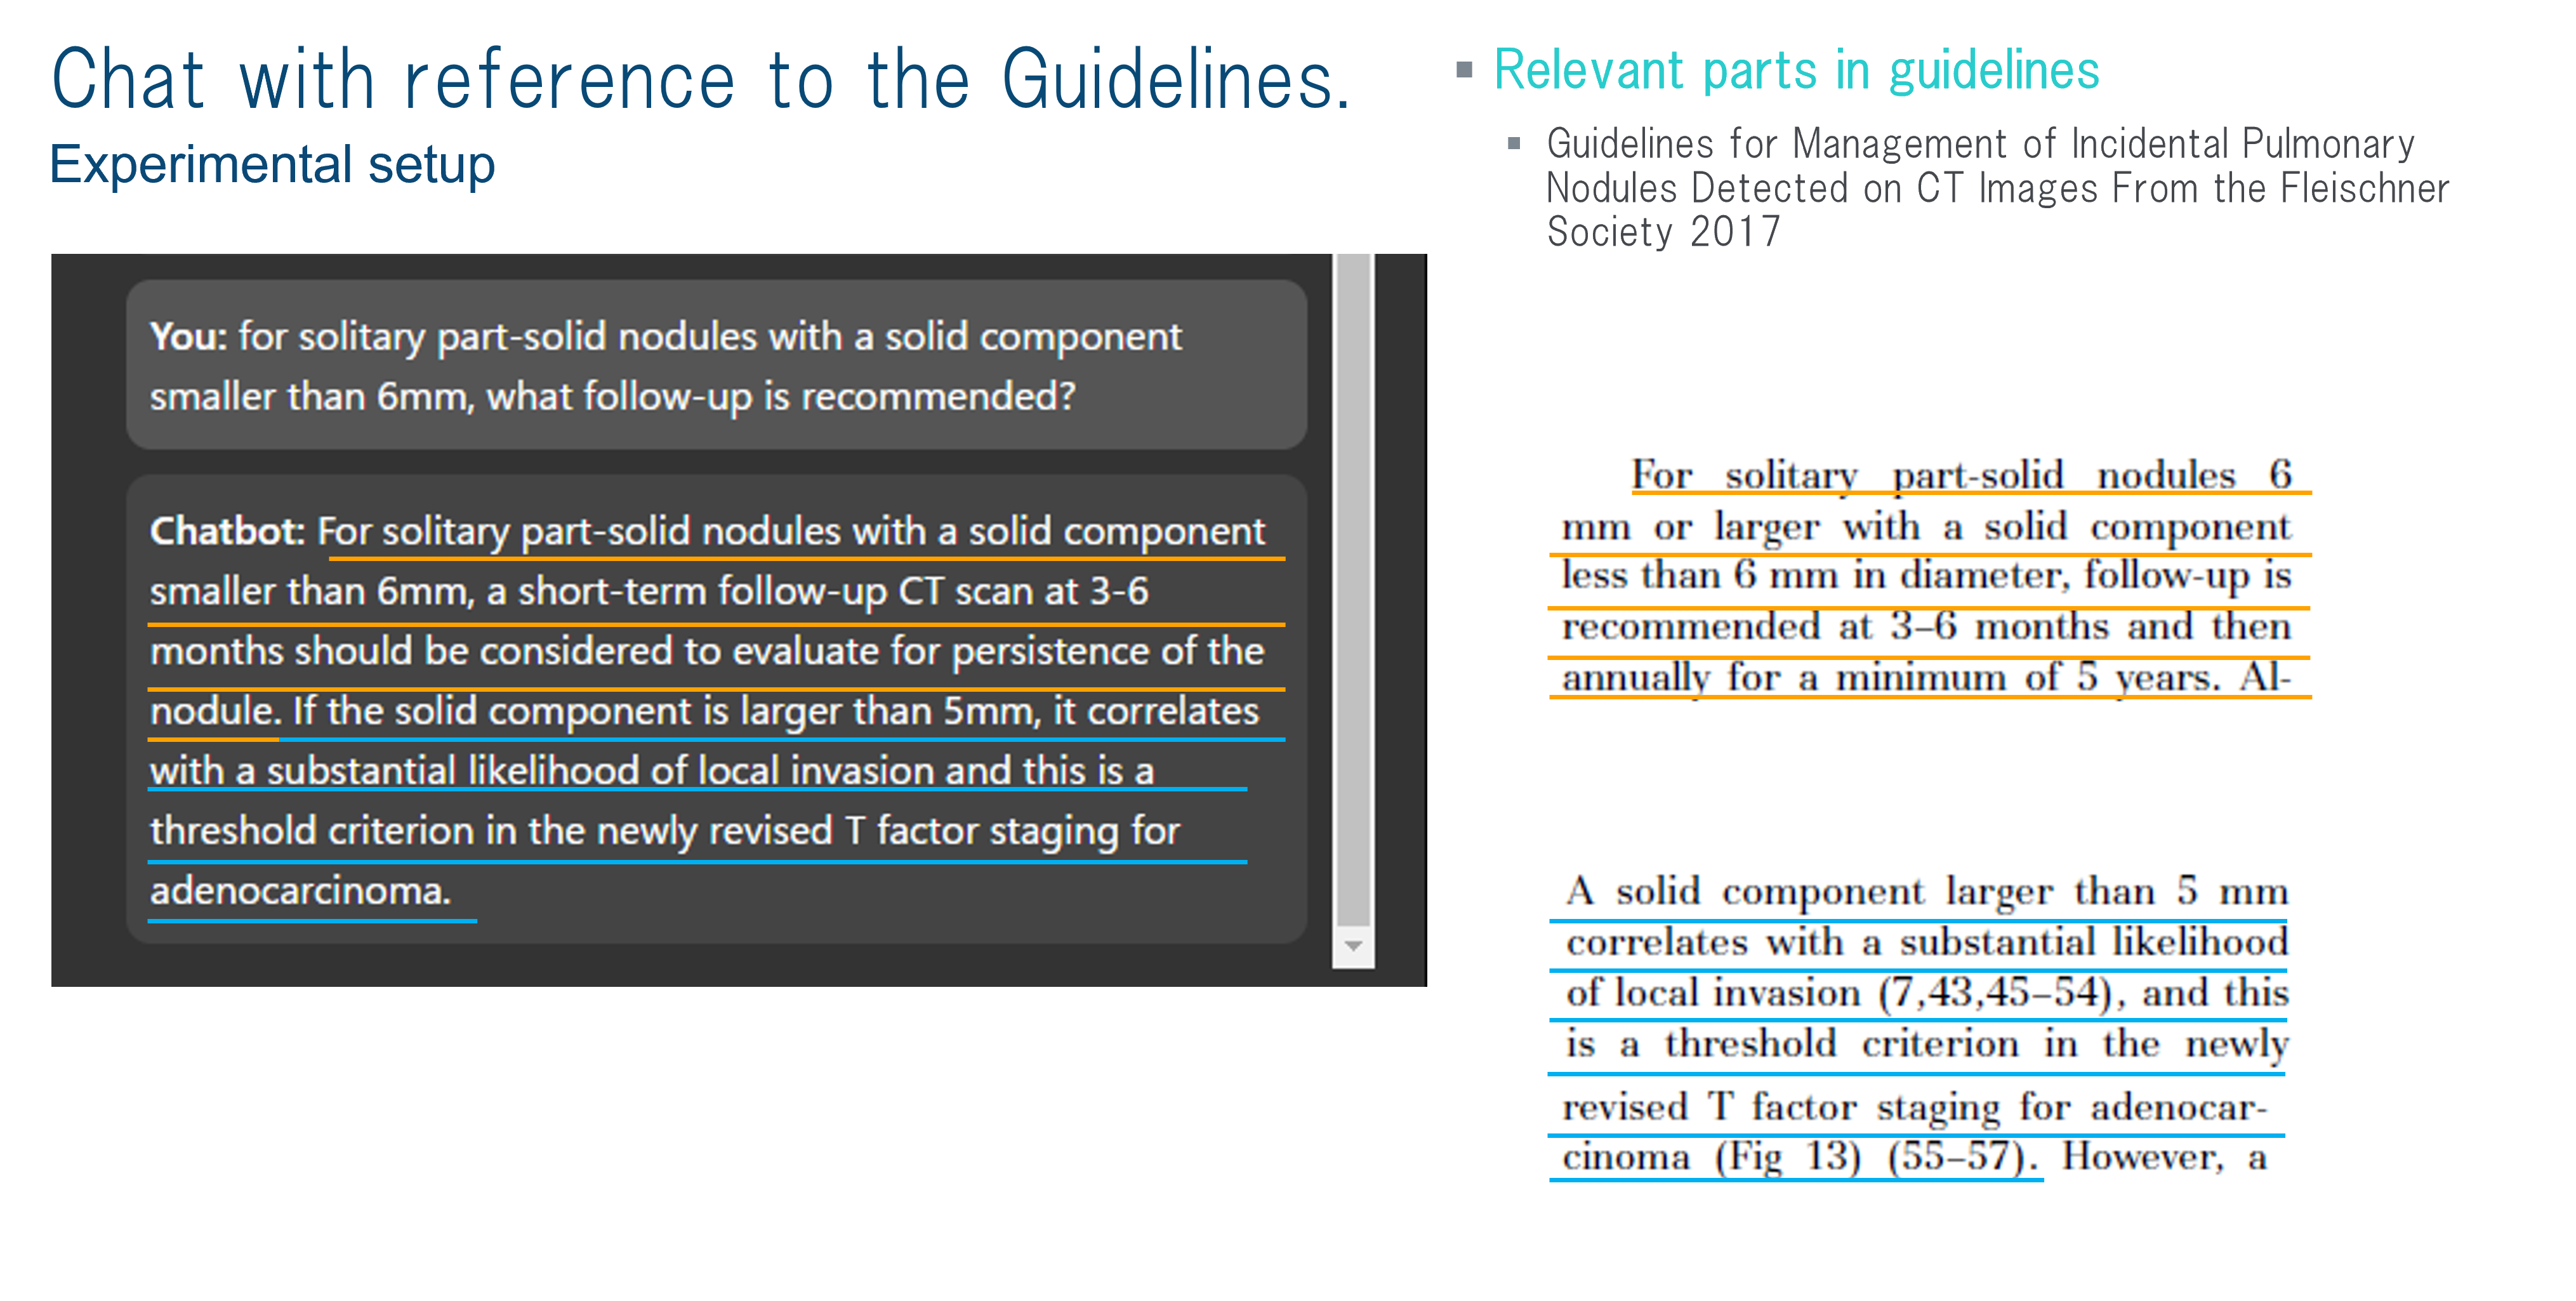 Chat with reference to the Guidelines.
Experimental setup
You: for solitary part-solid nodules with a solid component
smaller than 6mm, what follow-up is recommended?
Chatbot: For solitary part-solid nodules with a solid component
smaller than 6mm, a short-term follow-up CT scan at 3-6
months should be considered to evaluate for persistence of the
nodule. If the solid component is larger than 5mm, it correlates
with a substantial likelihood of local invasion and this is a
threshold criterion in the newly revised T factor staging for
adenocarcinoma.
Relevant parts in guidelines
Guidelines for Management of Incidental Pulmonary
Nodules Detected on CT Images From the Fleischner
Society 2017
For solitary part-solid nodules 6
mm or larger with a solid component
less than 6 mm in diameter, follow-up is
recommended at 3–6 months and then
annually for a minimum of 5 years. Al-
A solid component larger than 5 mm
correlates with a substantial likelihood
of local invasion (7,43,45–54), and this
is a threshold criterion in the newly
revised T factor staging for adenocar-
cinoma (Fig 13) (55–57). However, a